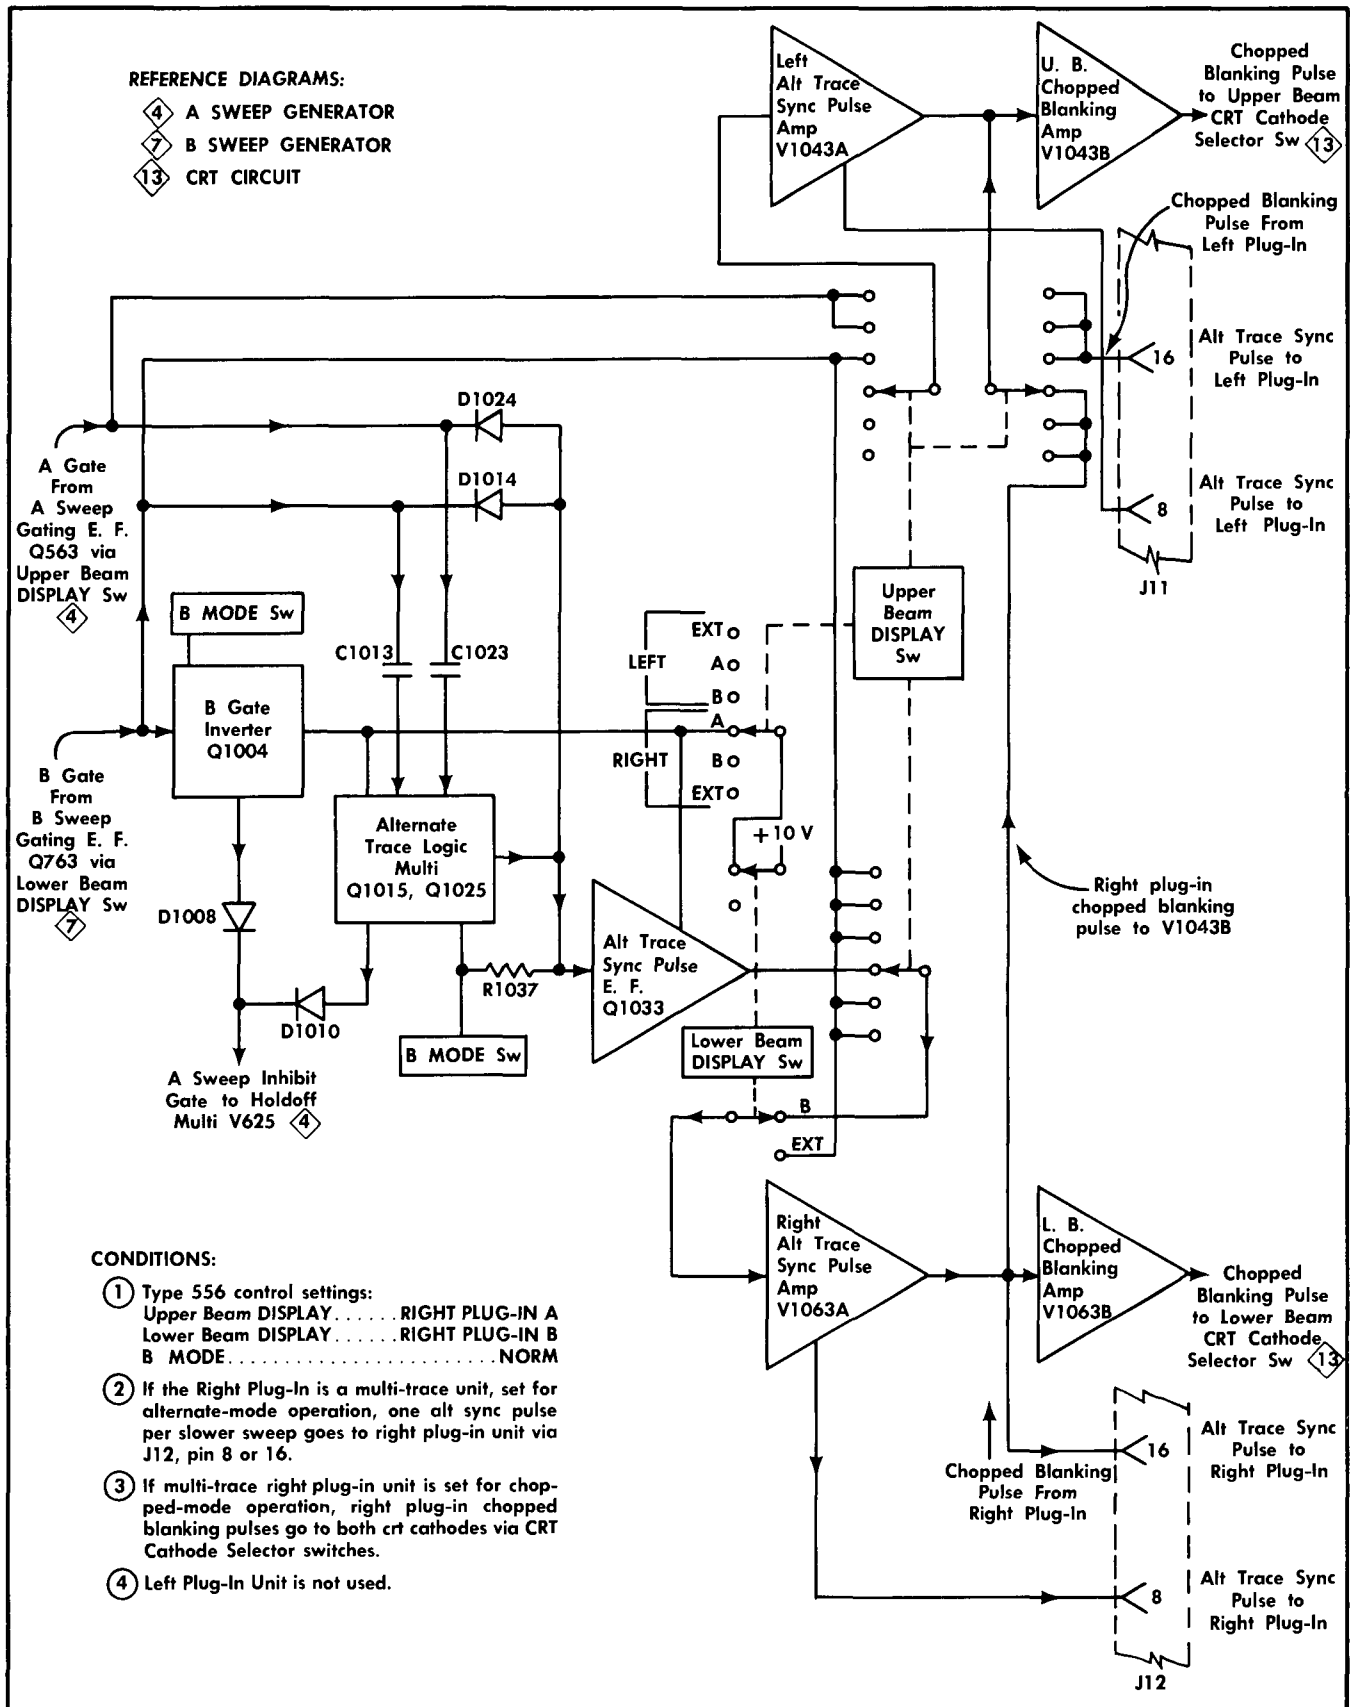 REFERENCE DIAGRAMS:
4 A SWEEP GENERATOR
7 B SWEEP GENERATOR
13 CRT CIRCUIT
Left
Alt Trace
Sync Pulse
Amp
V1043A
U. B.
Chopped
Blanking
Amp
V1043B
Chopped
Blanking Pulse
to Upper Beam
CRT Cathode
Selector Sw 13
Chopped Blanking
Pulse From
Left Plug-In
16
Alt Trace Sync
Pulse to
Left Plug-In
8
Alt Trace Sync
Pulse to
Left Plug-In
J11
D1024
D1014
A Gate
From
A Sweep
Gating E. F.
Q563 via
Upper Beam
DISPLAY Sw
4
B MODE Sw
C1013
C1023
B Gate
Inverter
Q1004
B Gate
From
B Sweep
Gating E. F.
Q763 via
Lower Beam
DISPLAY Sw
7
Alternate
Trace Logic
Multi
Q1015, Q1025
D1008
D1010
R1037
B MODE Sw
A Sweep Inhibit
Gate to Holdoff
Multi V625 4
LEFT
EXT
A
B
RIGHT
A
B
EXT
+10 V
Upper
Beam
DISPLAY
Sw
Alt Trace
Sync Pulse
E. F.
Q1033
Lower Beam
DISPLAY Sw
B
EXT
Right plug-in
chopped blanking
pulse to V1043B
Right
Alt Trace
Sync Pulse
Amp
V1063A
L. B.
Chopped
Blanking
Amp
V1063B
Chopped
Blanking Pulse
to Lower Beam
CRT Cathode
Selector Sw 13
16
Alt Trace Sync
Pulse to
Right Plug-In
Chopped Blanking
Pulse From
Right Plug-In
8
Alt Trace Sync
Pulse to
Right Plug-In
J12
CONDITIONS:
1 Type 556 control settings:
Upper Beam DISPLAY......RIGHT PLUG-IN A
Lower Beam DISPLAY......RIGHT PLUG-IN B
B MODE........................NORM
2 If the Right Plug-In is a multi-trace unit, set for
alternate-mode operation, one alt sync pulse
per slower sweep goes to right plug-in unit via
J12, pin 8 or 16.
3 If multi-trace right plug-in unit is set for chop-
ped-mode operation, right plug-in chopped
blanking pulses go to both crt cathodes via CRT
Cathode Selector switches.
4 Left Plug-In Unit is not used.